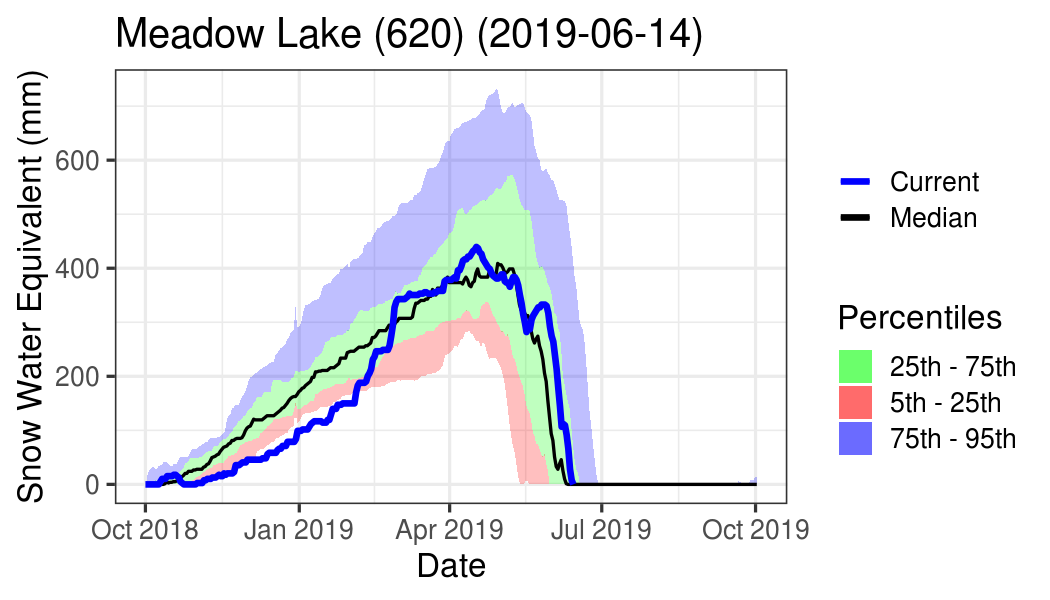 Meadow Lake (620) (2019-06-14)
Snow Water Equivalent (mm)
600
400
200
0
Oct 2018
Jan 2019
Apr 2019
Jul 2019
Oct 2019
Date
Current
Median
Percentiles
25th - 75th
5th - 25th
75th - 95th